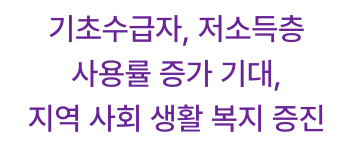 기초수급자, 저소득층
사용률 증가 기대,
지역 사회 생활 복지 증진